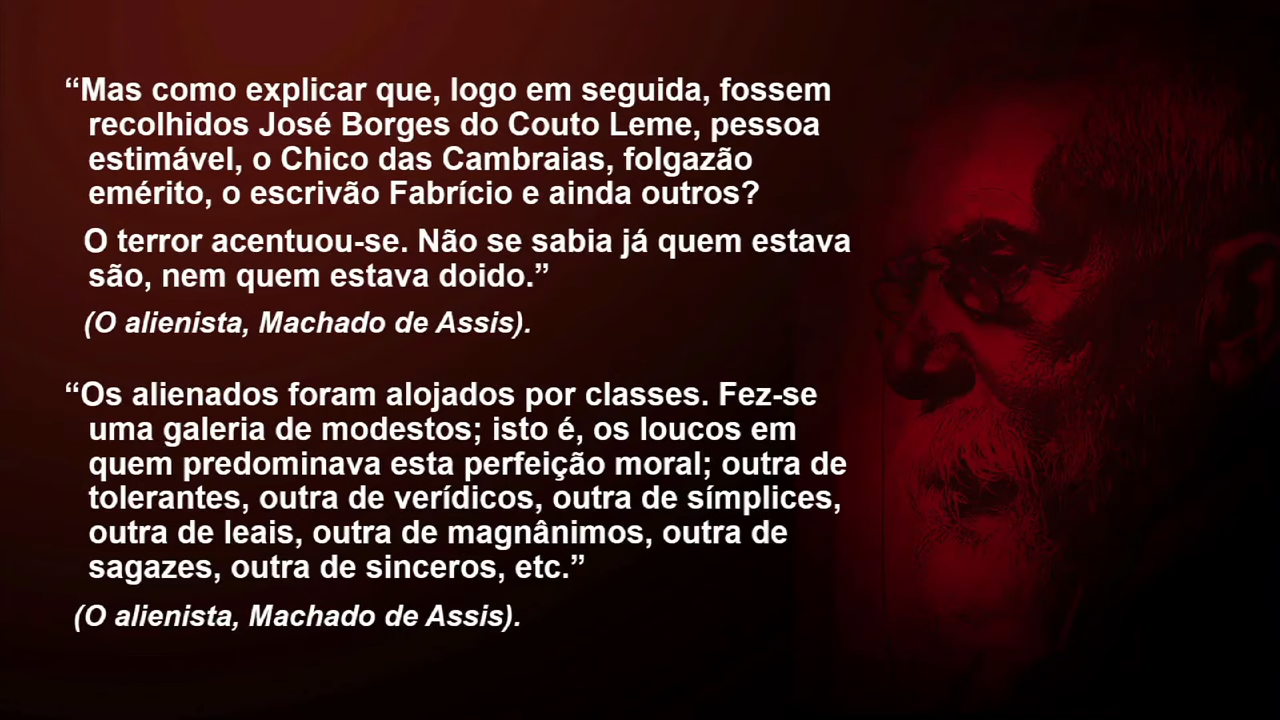 “Mas como explicar que, logo em seguida, fossem
recolhidos José Borges do Couto Leme, pessoa
estimável, o Chico das Cambraias, folgazão
emérito, o escrivão Fabrício e ainda outros?
O terror acentuou-se. Não se sabia já quem estava
são, nem quem estava doido.”
(O alienista, Machado de Assis).
“Os alienados foram alojados por classes. Fez-se
uma galeria de modestos; isto é, os loucos em
quem predominava esta perfeição moral; outra de
tolerantes, outra de verídicos, outra de símplices,
outra de leais, outra de magnânimos, outra de
sagazes, outra de sinceros, etc.”
(O alienista, Machado de Assis).